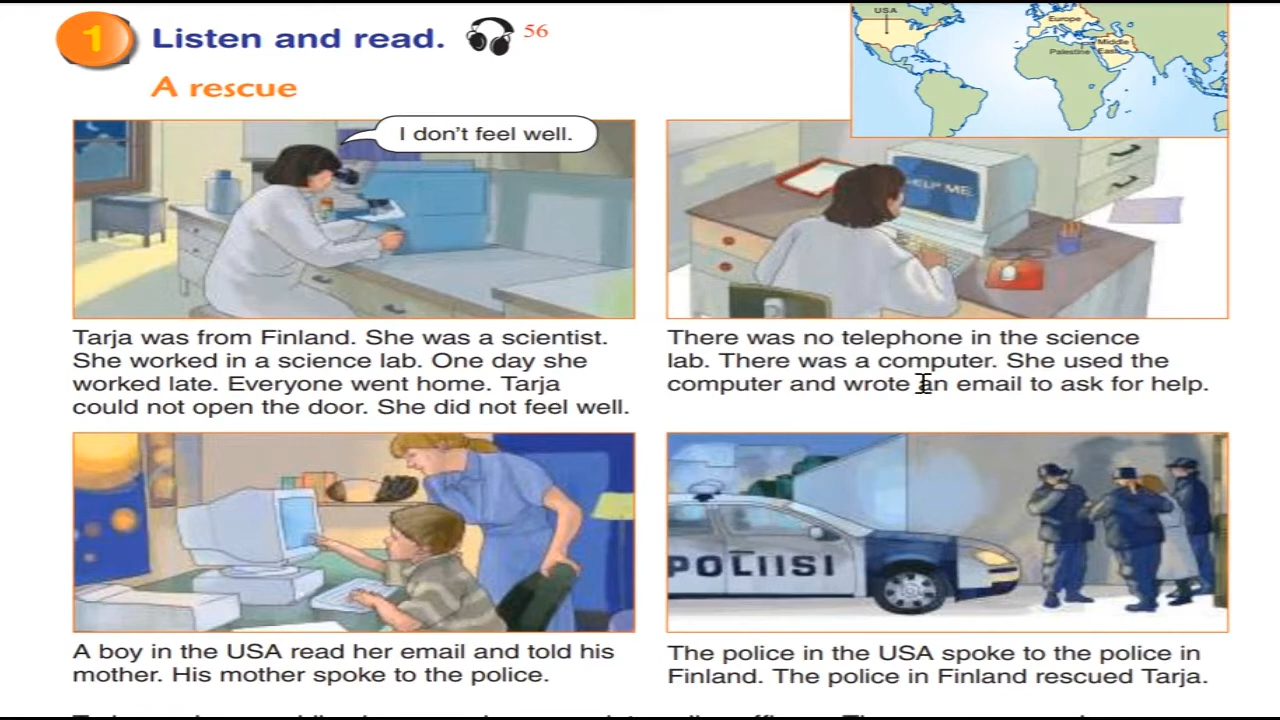 1 Listen and read. 56
A rescue
USA
Europe
Palestine
Middle
East
I don't feel well.
HELP ME.
Tarja was from Finland. She was a scientist.
She worked in a science lab. One day she
worked late. Everyone went home. Tarja
could not open the door. She did not feel well.
There was no telephone in the science
lab. There was a computer. She used the
computer and wrote an email to ask for help.
POLIISI
A boy in the USA read her email and told his
mother. His mother spoke to the police.
The police in the USA spoke to the police in
Finland. The police in Finland rescued Tarja.